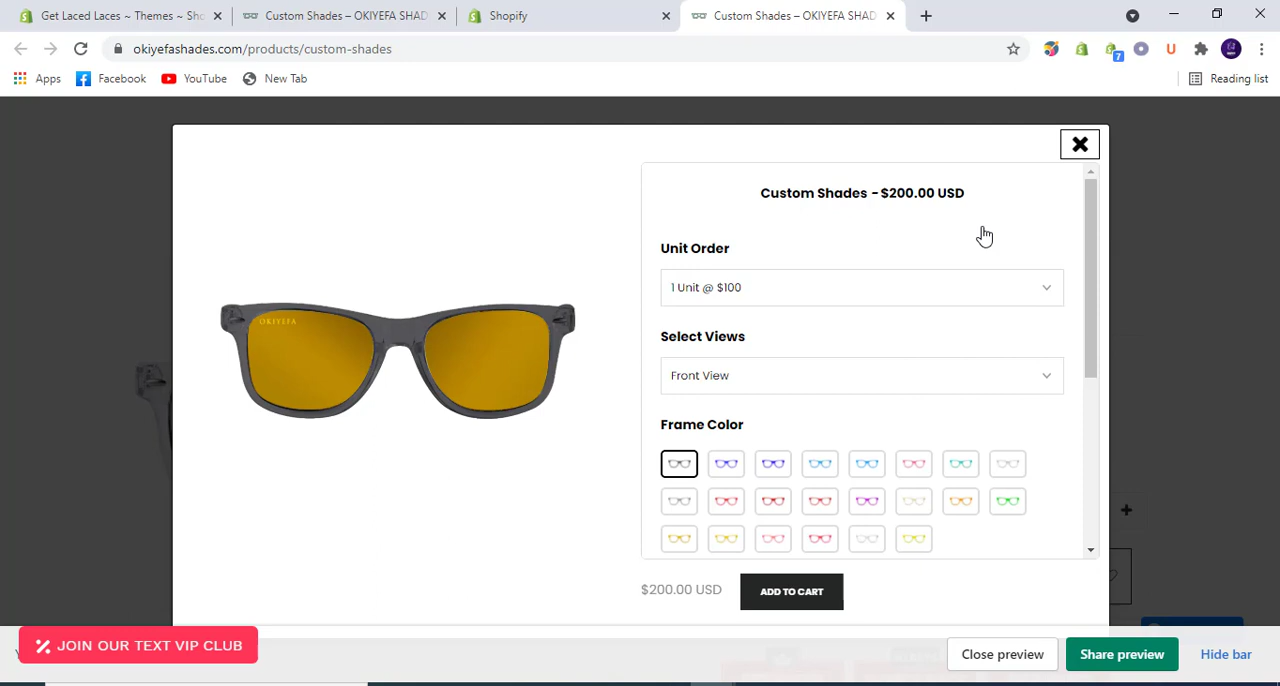 Get Laced Laces ~ Themes ~ Sho
Custom Shades – OKIYEFA SHAD
Shopify
Custom Shades – OKIYEFA SHAD
okiyefashades.com/products/custom-shades
7
U
Apps
Facebook
YouTube
New Tab
Reading list
Custom Shades - $200.00 USD
Unit Order
1 Unit @ $100
Select Views
Front View
OKIYEFA
Frame Color
$200.00 USD
ADD TO CART
JOIN OUR TEXT VIP CLUB
Close preview
Share preview
Hide bar